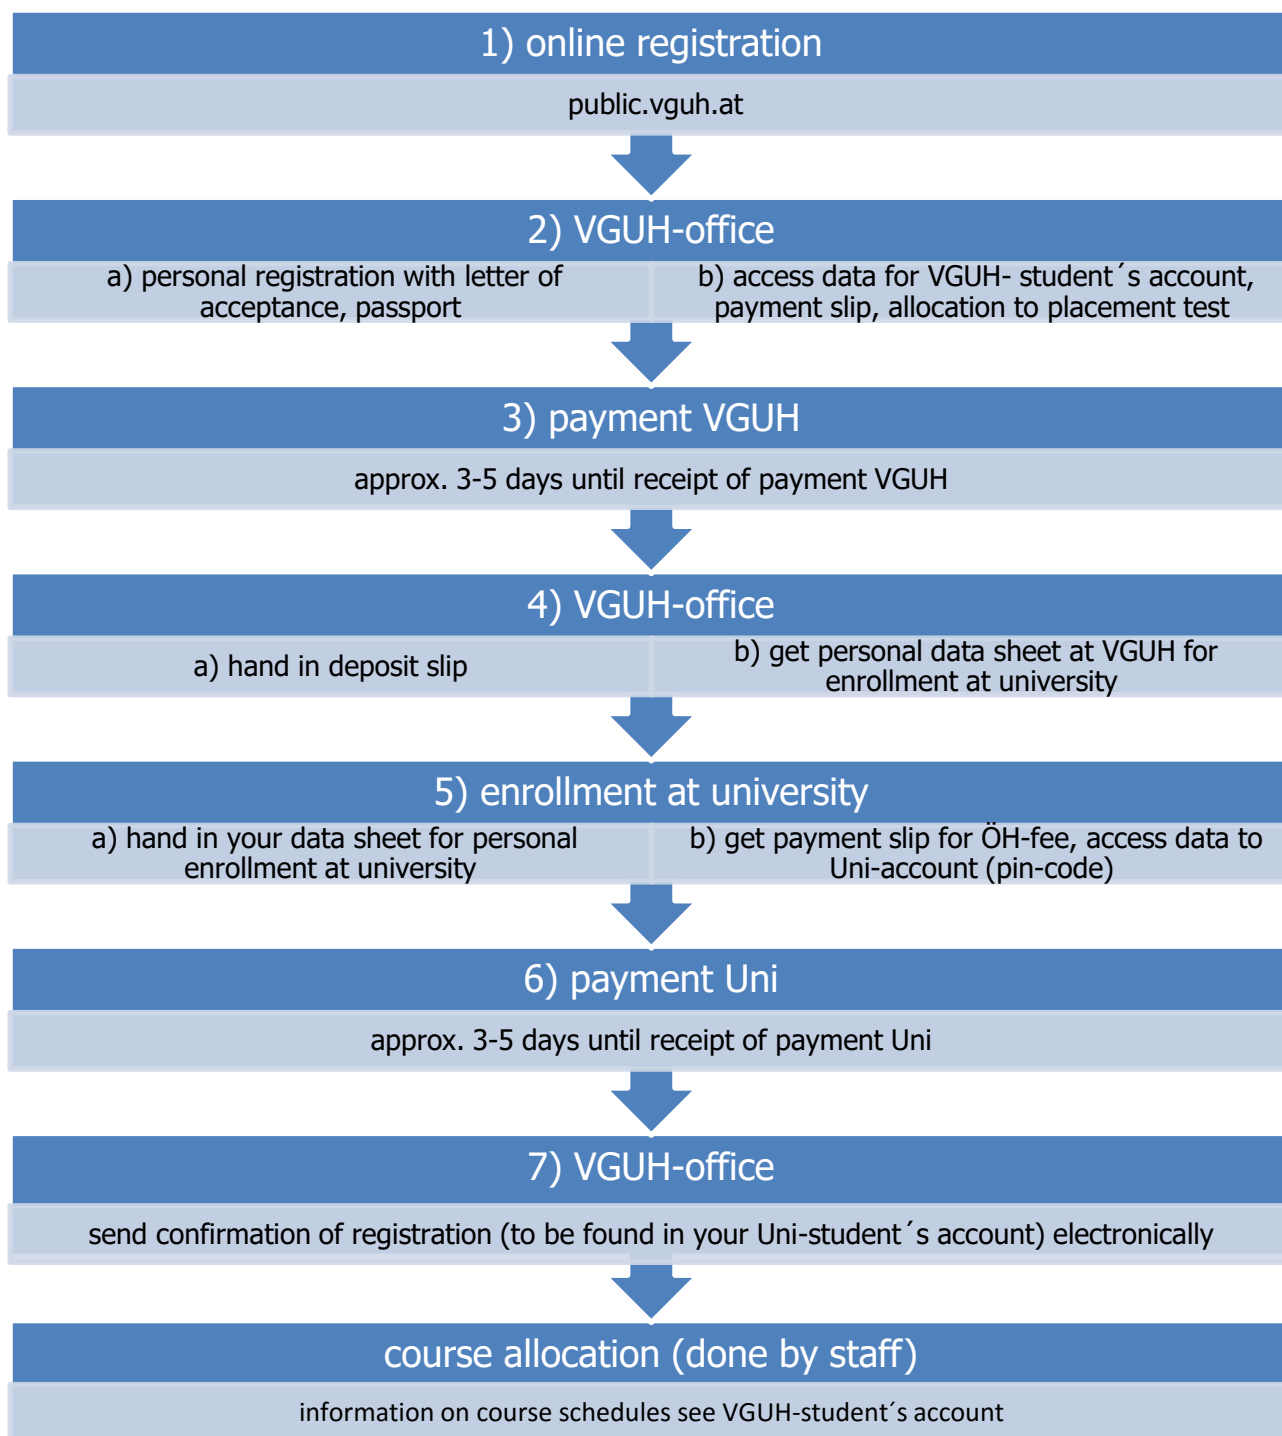 1) online registration
public.vguh.at
2) VGUH-office
a) personal registration with letter of
acceptance, passport
b) access data for VGUH- student´s account,
payment slip, allocation to placement test
3) payment VGUH
approx. 3-5 days until receipt of payment VGUH
4) VGUH-office
a) hand in deposit slip
b) get personal data sheet at VGUH for
enrollment at university
5) enrollment at university
a) hand in your data sheet for personal
enrollment at university
b) get payment slip for ÖH-fee, access data to
Uni-account (pin-code)
6) payment Uni
approx. 3-5 days until receipt of payment Uni
7) VGUH-office
send confirmation of registration (to be found in your Uni-student´s account) electronically
course allocation (done by staff)
information on course schedules see VGUH-student´s account